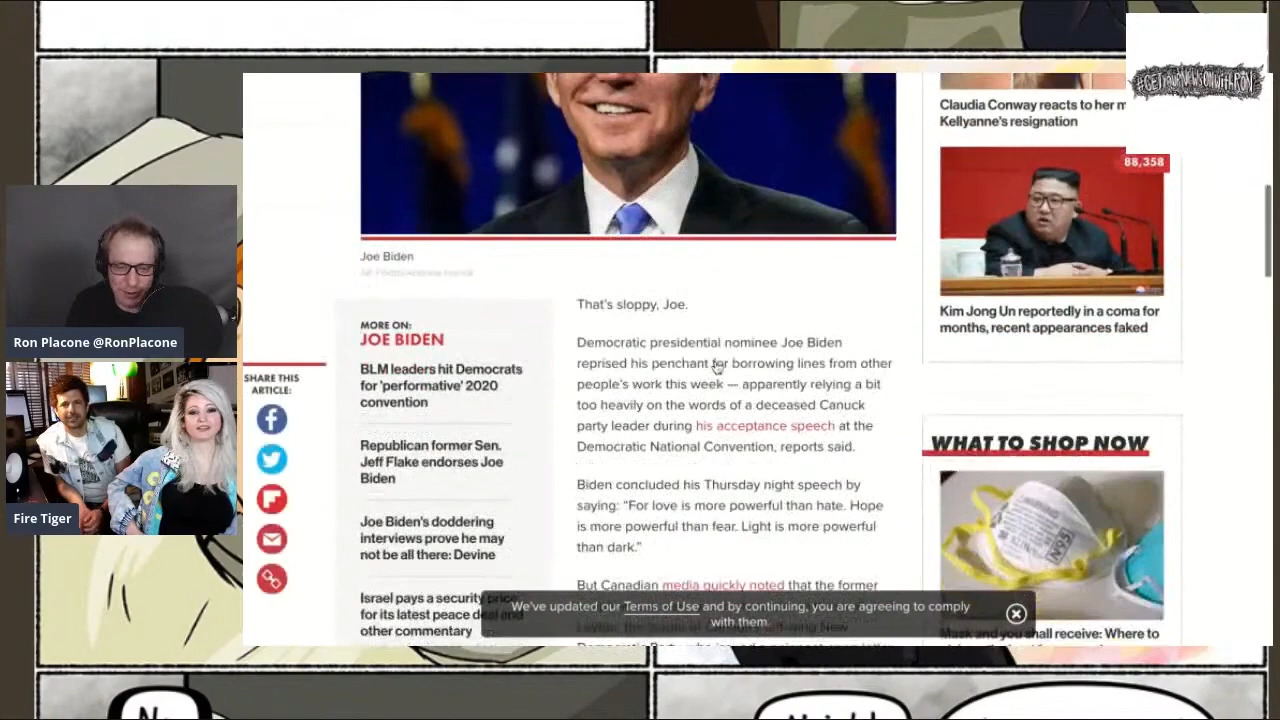 #GETYOURNEWSONWITHRON
Claudia Conway reacts to her m
Kellyanne's resignation
88,358
Kim Jong Un reportedly in a coma for
months, recent appearances faked
WHAT TO SHOP NOW
Mask and you shall receive: Where to
Joe Biden
That's sloppy, Joe.
Democratic presidential nominee Joe Biden
reprised his penchant for borrowing lines from other
people's work this week — apparently relying a bit
too heavily on the words of a deceased Canuck
party leader during his acceptance speech at the
Democratic National Convention, reports said.
Biden concluded his Thursday night speech by
saying: “For love is more powerful than hate. Hope
is more powerful than fear. Light is more powerful
than dark.”
But Canadian media quickly noted that the former
MORE ON:
JOE BIDEN
BLM leaders hit Democrats
for 'performative' 2020
convention
Republican former Sen.
Jeff Flake endorses Joe
Biden
Joe Biden's doddering
interviews prove he may
not be all there: Devine
Israel pays a security price
for its latest peace deal and
other commentary
SHARE THIS
ARTICLE:
We've updated our Terms of Use and by continuing, you are agreeing to comply
with them.
Ron Placone @RonPlacone
Fire Tiger